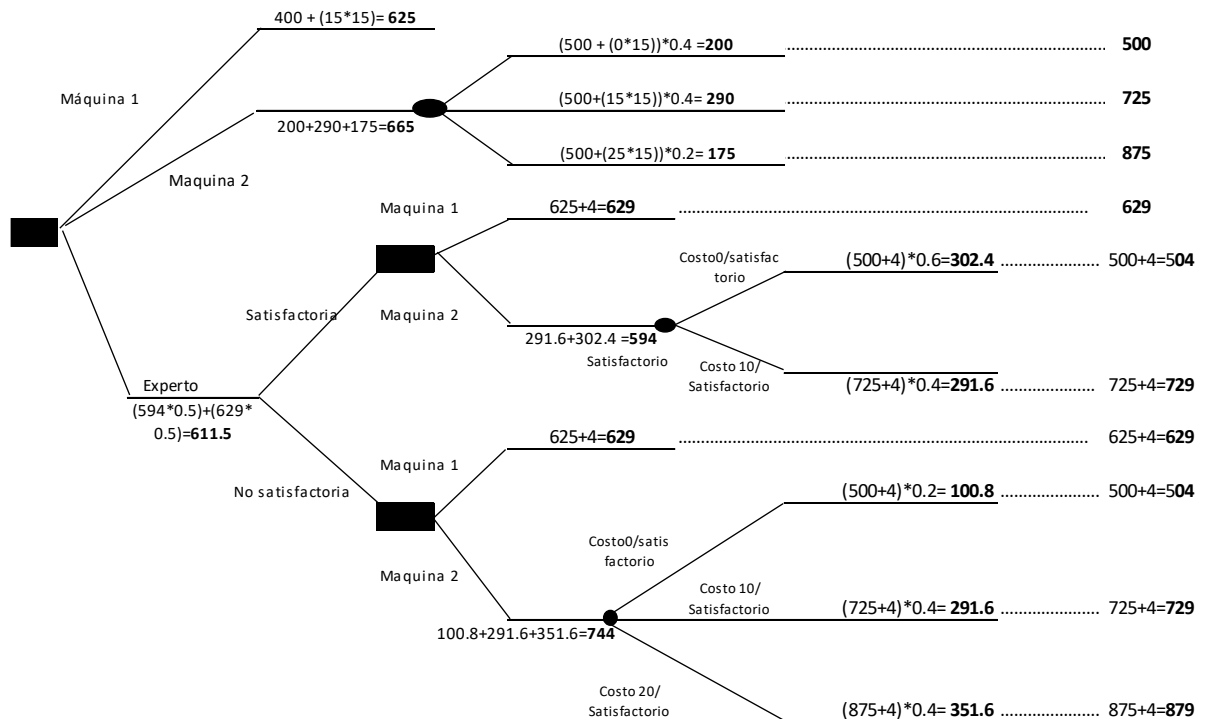 400 + (15*15)= 625
(500 + (0*15))*0.4 =200 ........ 500
Máquina 1
(500+(15*15))*0.4= 290 ........ 725
200+290+175=665
(500+(25*15))*0.2= 175 ........ 875
Maquina 2
Maquina 1
625+4=629 ........ 629
Costo0/satisfac
torio
(500+4)*0.6=302.4 ........ 500+4=504
Satisfactoria
Maquina 2
291.6+302.4 =594
Satisfactorio
Costo 10/
Satisfactorio
(725+4)*0.4=291.6 ........ 725+4=729
Experto
(594*0.5)+(629*
0.5)=611.5
625+4=629 ........ 625+4=629
Maquina 1
No satisfactoria
(500+4)*0.2= 100.8 ........ 500+4=504
Costo0/satis
factorio
Maquina 2
Costo 10/
Satisfactorio
(725+4)*0.4= 291.6 ........ 725+4=729
100.8+291.6+351.6=744
Costo 20/
Satisfactorio
(875+4)*0.4= 351.6 ........ 875+4=879